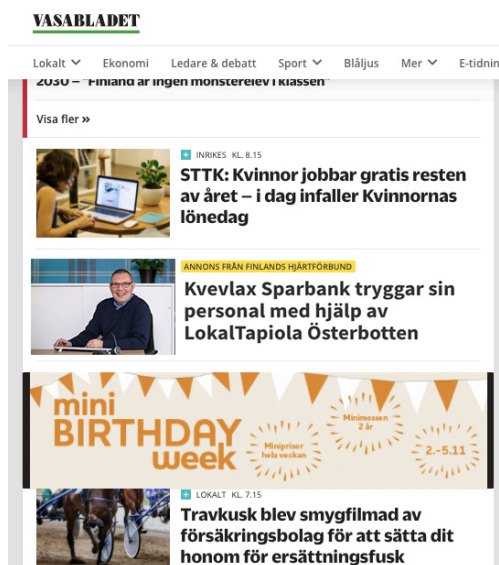 VASABLADET
Lokalt Ekonomi Ledare & debatt Sport Blåljus Mer E-tidnin
2030 – "Finland är ingen mönsterelev i klassen"
Visa fler »
+ INRIKES KL. 8.15
STTK: Kvinnor jobbar gratis resten
av året – i dag infaller Kvinnornas
lönedag
ANNONS FRÅN FINLANDS HJÄRTFÖRBUND
Kvevlax Sparbank tryggar sin
personal med hjälp av
LokalTapiola Österbotten
mini
BIRTHDAY
week
Minipriser
hela veckan
Minimossen
2 år
2.-5.11
+ LOKALT KL. 7.15
Travkusk blev smygfilmad av
försäkringsbolag för att sätta dit
honom för ersättningsfusk